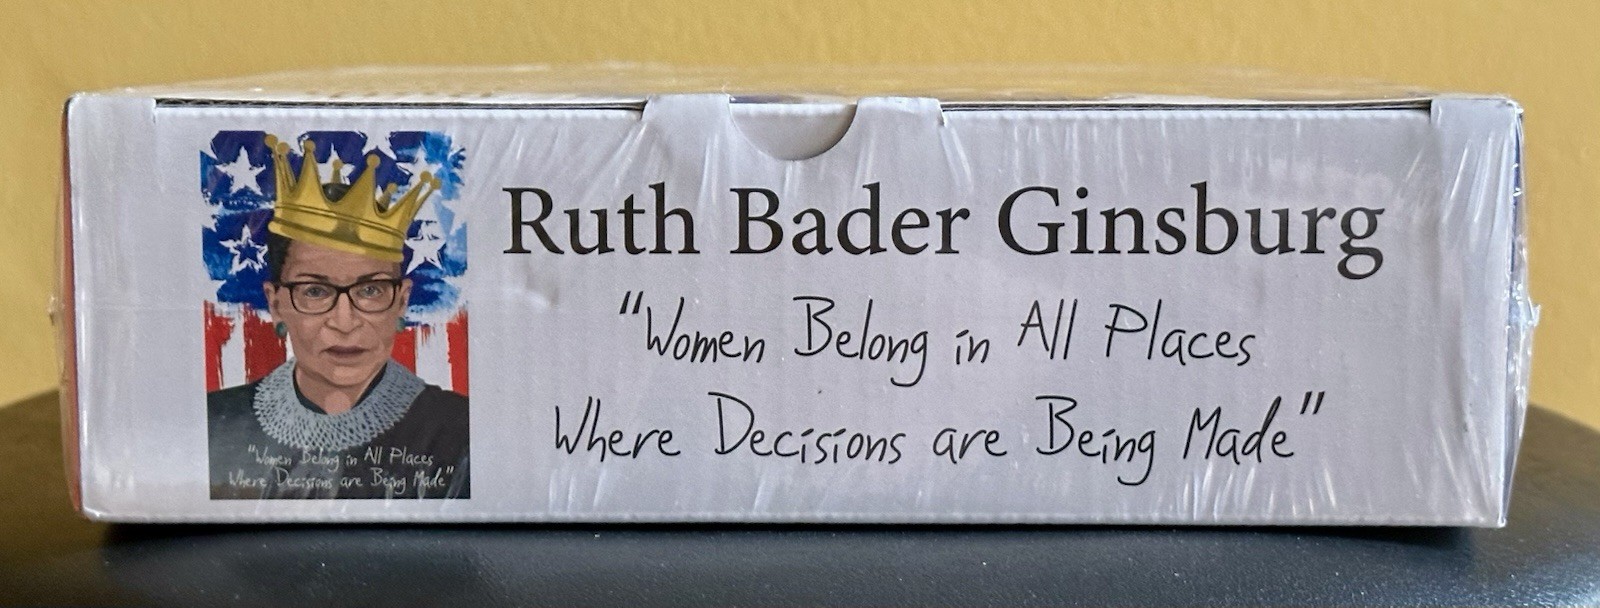 Ruth Bader Ginsburg
"Women Belong in All Places
Where Decisions are Being Made"
"Women Belong in All Places
Where Decisions are Being Made"